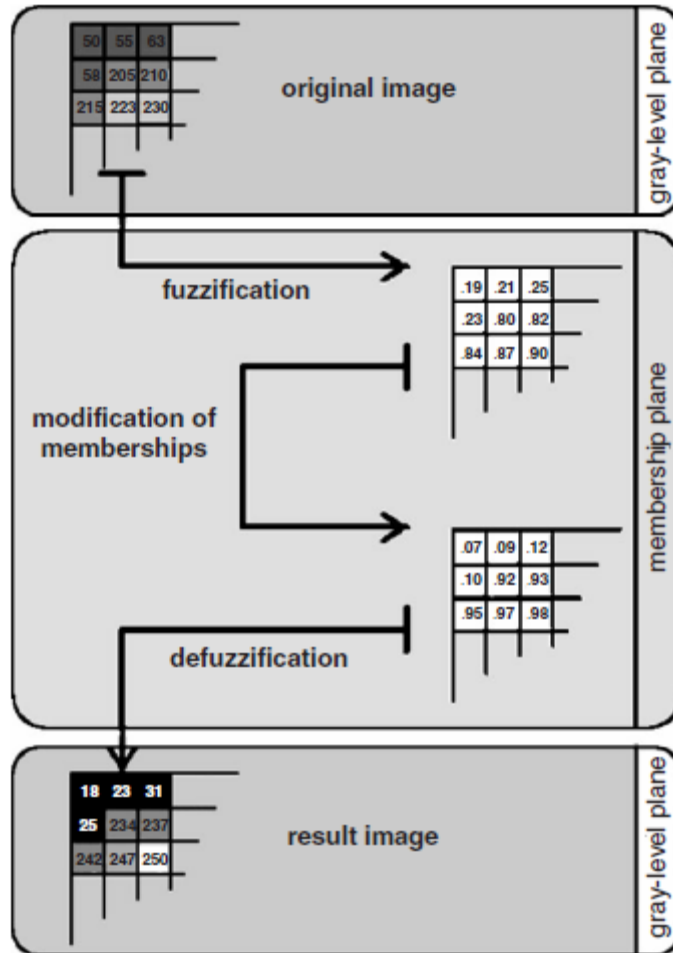 50 55 63
58 205 210
215 223 230
original image
gray-level plane
fuzzification
.19 .21 .25
.23 .80 .82
.84 .87 .90
modification of
memberships
membership plane
.07 .09 .12
.10 .92 .93
.95 .97 .98
defuzzification
18 23 31
25 234 237
242 247 250
result image
gray-level plane